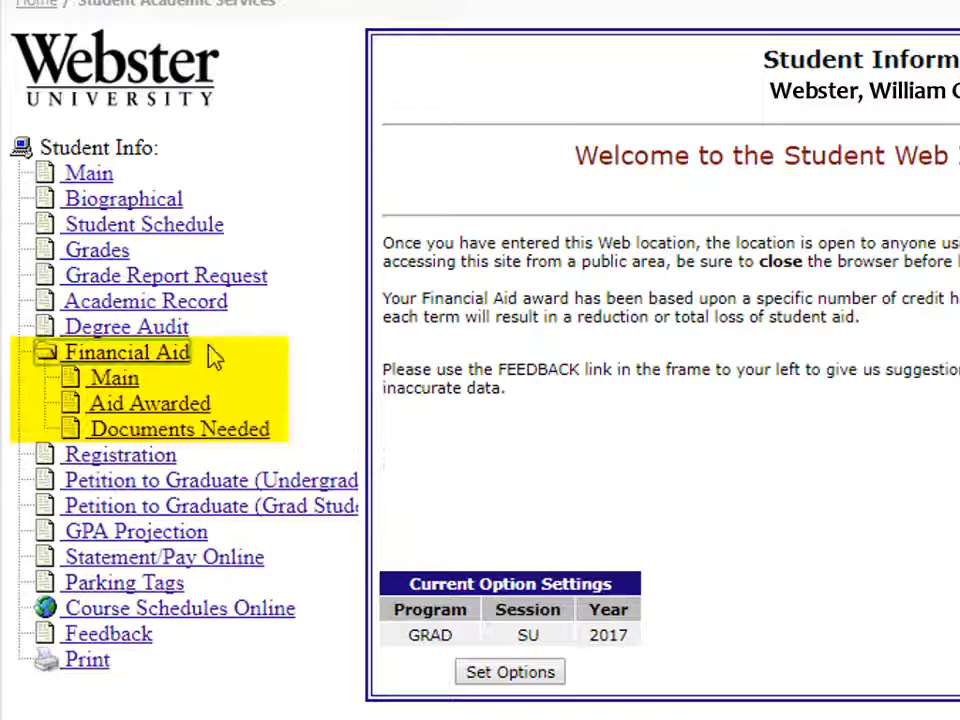 Home / Student Academic Services
Webster
UNIVERSITY
Student Info:
Main
Biographical
Student Schedule
Grades
Grade Report Request
Academic Record
Degree Audit
Financial Aid
Main
Aid Awarded
Documents Needed
Registration
Petition to Graduate (Undergrad
Petition to Graduate (Grad Stude
GPA Projection
Statement/Pay Online
Parking Tags
Course Schedules Online
Feedback
Print
Student Inform
Webster, William
Welcome to the Student Web
Once you have entered this Web location, the location is open to anyone usi
accessing this site from a public area, be sure to close the browser before
Your Financial Aid award has been based upon a specific number of credit h
each term will result in a reduction or total loss of student aid.
Please use the FEEDBACK link in the frame to your left to give us suggestio
inaccurate data.
Current Option Settings
Program Session Year
GRAD SU 2017
Set Options